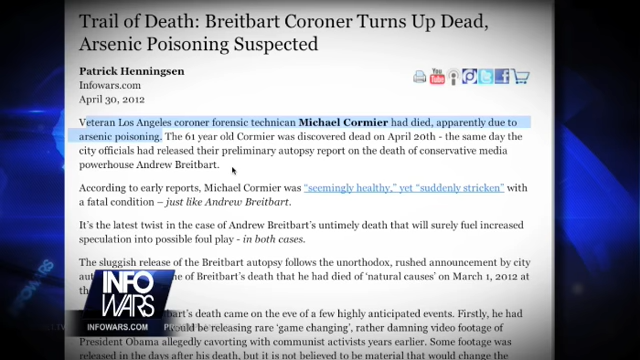 Trail of Death: Breitbart Coroner Turns Up Dead,
Arsenic Poisoning Suspected
Patrick Henningsen
Infowars.com
April 30, 2012
You
Tube
Veteran Los Angeles coroner forensic technican Michael Cormier had died, apparently due to
arsenic poisoning. The 61 year old Cormier was discovered dead on April 20th - the same day the
city officials had released their preliminary autopsy report on the death of conservative media
powerhouse Andrew Breitbart.
According to early reports, Michael Cormier was “seemingly healthy,” yet “suddenly stricken” with
a fatal condition – just like Andrew Breitbart.
It's the latest twist in the case of Andrew Breitbart's untimely death that will surely fuel increased
speculation into possible foul play - in both cases.
The sluggish release of the Breitbart autopsy follows the unorthodox, rushed announcement by city
of Breitbart's death that he had died of 'natural causes' on March 1, 2012 at
death came on the eve of a few highly anticipated events. Firstly, he had
would be releasing rare 'game changing', rather damning video footage of
President Obama allegedly cavorting with communist activists years earlier. Some footage was
released in the days after his death, but it is not believed to be material that would change the
INFO
WARS
INFOWARS.COM